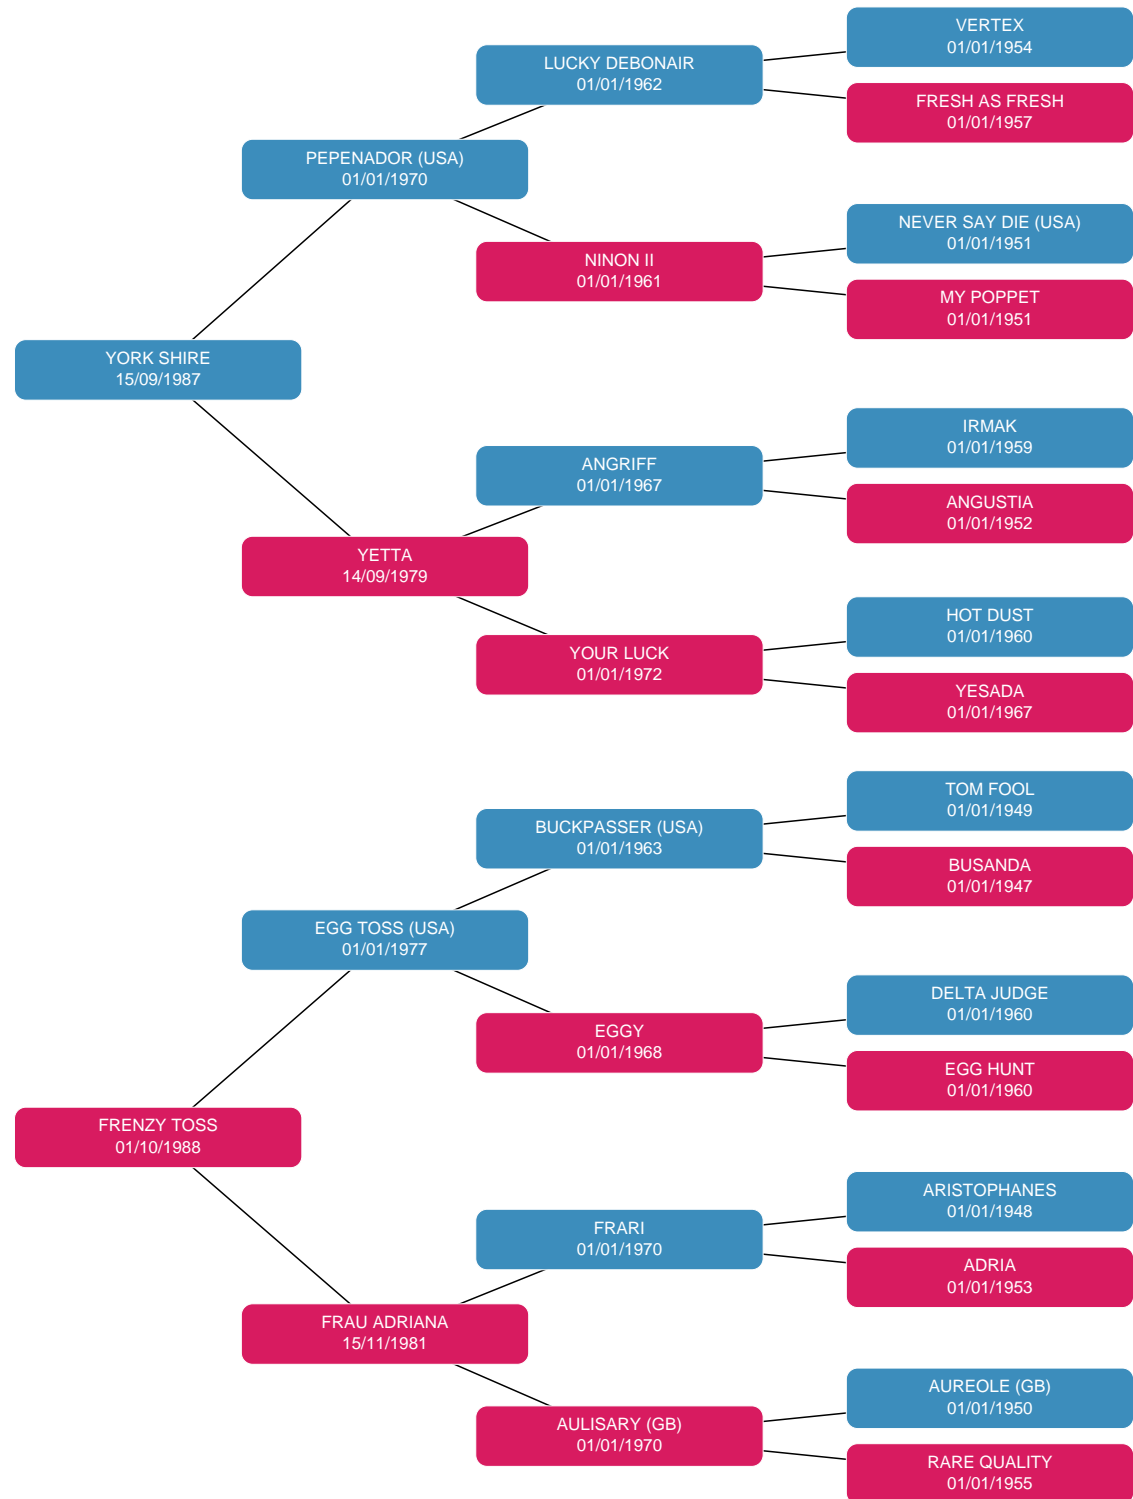 VERTEX
01/01/1954
LUCKY DEBONAIR
01/01/1962
FRESH AS FRESH
01/01/1957
PEPENADOR (USA)
01/01/1970
NEVER SAY DIE (USA)
01/01/1951
NINON II
01/01/1961
MY POPPET
01/01/1951
YORK SHIRE
15/09/1987
IRMAK
01/01/1959
ANGRIFF
01/01/1967
ANGUSTIA
01/01/1952
YETTA
14/09/1979
HOT DUST
01/01/1960
YOUR LUCK
01/01/1972
YESADA
01/01/1967
TOM FOOL
01/01/1949
BUCKPASSER (USA)
01/01/1963
BUSANDA
01/01/1947
EGG TOSS (USA)
01/01/1977
DELTA JUDGE
01/01/1960
EGGY
01/01/1968
EGG HUNT
01/01/1960
FRENZY TOSS
01/10/1988
ARISTOPHANES
01/01/1948
FRARI
01/01/1970
ADRIA
01/01/1953
FRAU ADRIANA
15/11/1981
AUREOLE (GB)
01/01/1950
AULISARY (GB)
01/01/1970
RARE QUALITY
01/01/1955